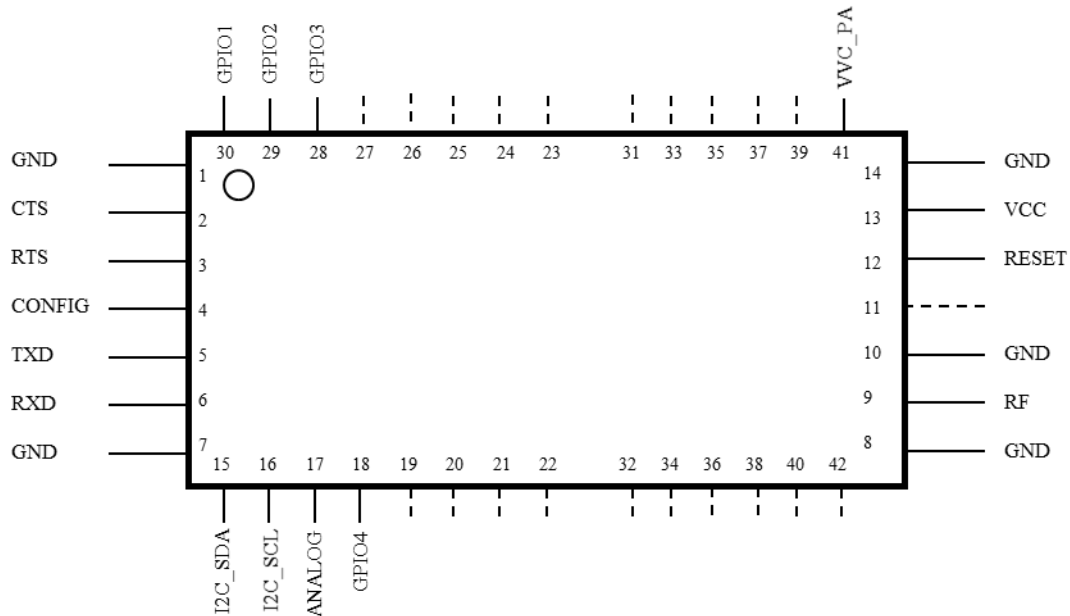 GPIO1
GPIO2
GPIO3
VVC_PA
30 29 28 27 26 25 24 23 31 33 35 37 39 41
GND 1
CTS 2
RTS 3
CONFIG 4
TXD 5
RXD 6
GND 7
14 GND
13 VCC
12 RESET
11
10 GND
9 RF
8 GND
15 16 17 18 19 20 21 22 32 34 36 38 40 42
I2C_SDA
I2C_SCL
ANALOG
GPIO4